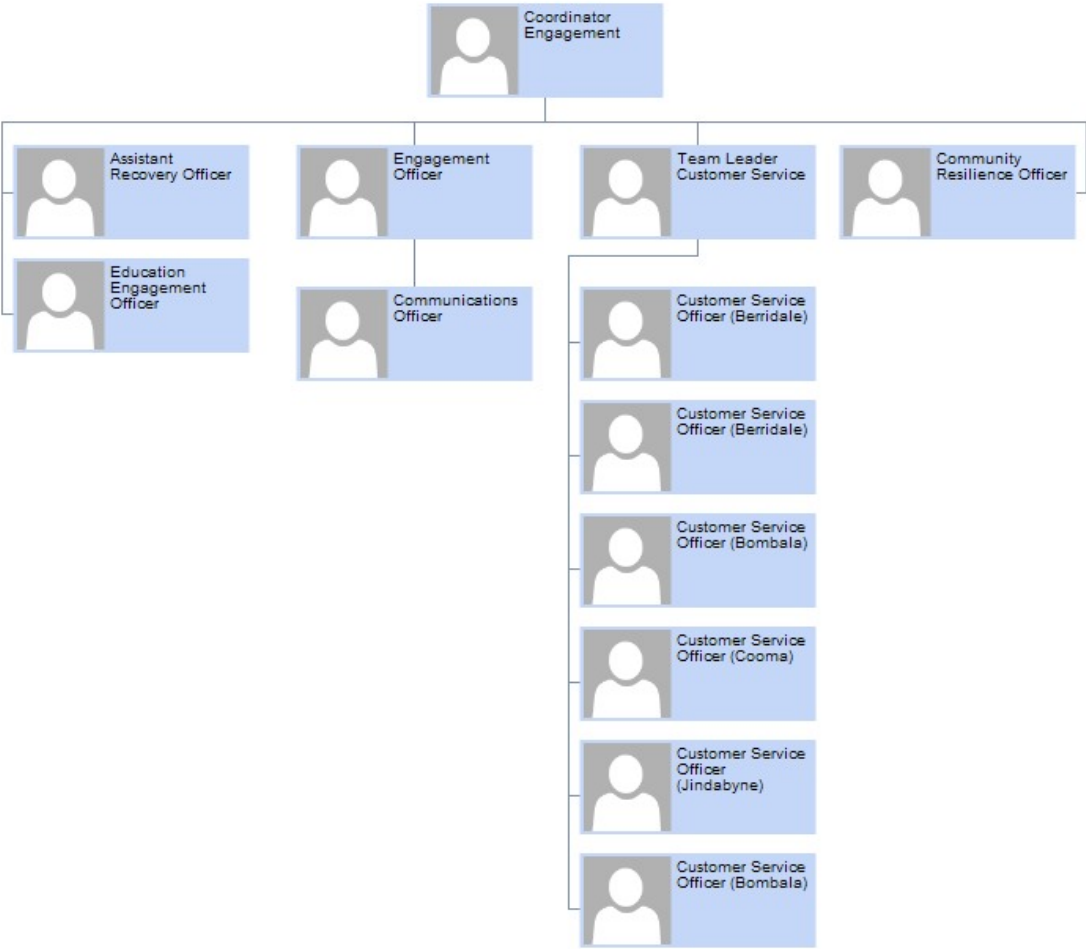 Coordinator
Engagement
Assistant
Recovery Officer
Engagement
Officer
Team Leader
Customer Service
Community
Resilience Officer
Education
Engagement
Officer
Communications
Officer
Customer Service
Officer (Berridale)
Customer Service
Officer (Berridale)
Customer Service
Officer (Bombala)
Customer Service
Officer (Cooma)
Customer Service
Officer
(Jindabyne)
Customer Service
Officer (Bombala)